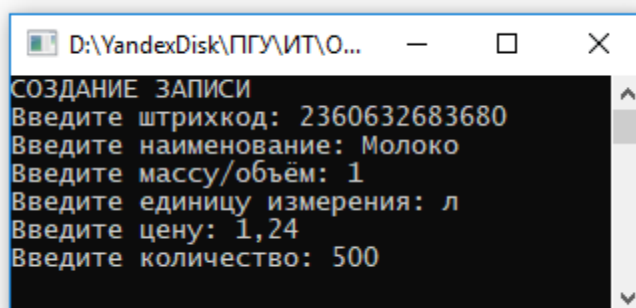 D:\YandexDisk\ПГУ\ИТ\О...
СОЗДАНИЕ ЗАПИСИ
Введите штрихкод: 2360632683680
Введите наименование: Молоко
Введите массу/объём: 1
Введите единицу измерения: л
Введите цену: 1,24
Введите количество: 500